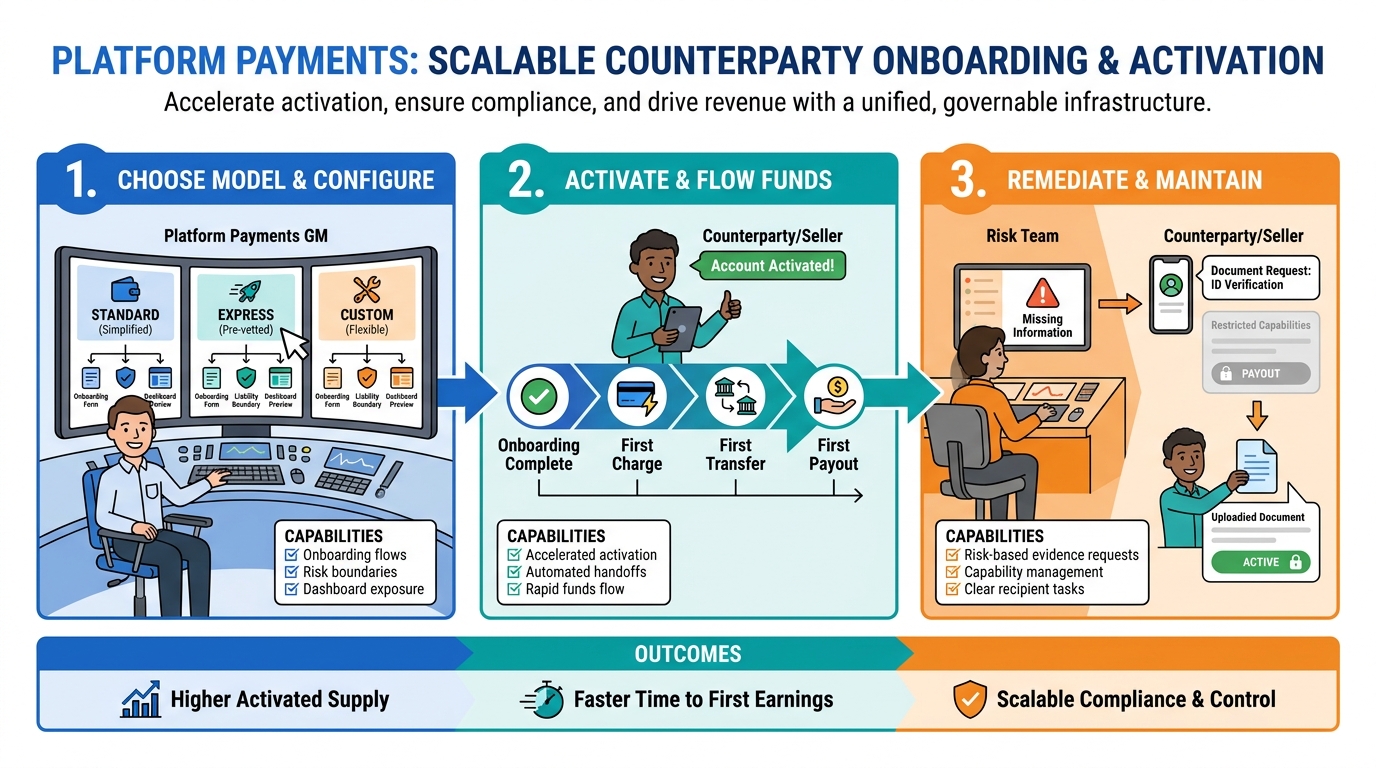 PLATFORM PAYMENTS: SCALABLE COUNTERPARTY ONBOARDING & ACTIVATION
Accelerate activation, ensure compliance, and drive revenue with a unified, governable infrastructure.
1. CHOOSE MODEL & CONFIGURE
Platform Payments GM
STANDARD
(Simplified)
Form
EXPRESS
(Pre-vetted)
Onboarding
Form
Liability
Boundary
Dashboard
Preview
CUSTOM
(Flexible)
Onboarding
Form
Liability
Boundary
Dashboard
Preview
CAPABILITIES
Onboarding flows
Risk boundaries
Dashboard exposure
2. ACTIVATE & FLOW FUNDS
Counterparty/Seller
Account Activated!
Onboarding
Complete
First
Charge
First
Transfer
First
Payout
CAPABILITIES
Accelerated activation
Automated handoffs
Rapid funds flow
3. REMEDIATE & MAINTAIN
Risk Team
Missing
Information
Counterparty/Seller
Document Request:
ID Verification
Restricted Capabilities
PAYOUT
Uploadied Document
ACTIVE
CAPABILITIES
Risk-based evidence requests
Capability management
Clear recipient tasks
OUTCOMES
Higher Activated Supply
Faster Time to First Earnings
Scalable Compliance & Control